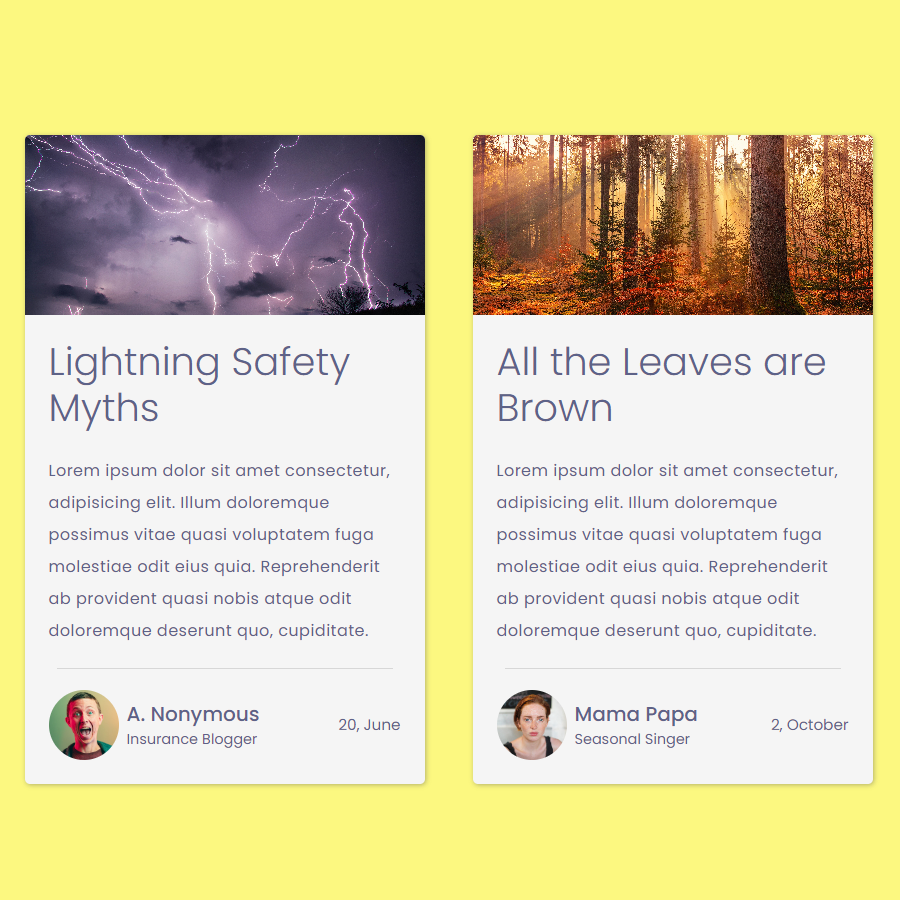 Lightning Safety
Myths
Lorem ipsum dolor sit amet consectetur,
adipisicing elit. Illum doloremque
possimus vitae quasi voluptatem fuga
molestiae odit eius quia. Reprehenderit
ab provident quasi nobis atque odit
doloremque deserunt quo, cupiditate.
A. Nonymous
Insurance Blogger
20, June
All the Leaves are
Brown
Lorem ipsum dolor sit amet consectetur,
adipisicing elit. Illum doloremque
possimus vitae quasi voluptatem fuga
molestiae odit eius quia. Reprehenderit
ab provident quasi nobis atque odit
doloremque deserunt quo, cupiditate.
Mama Papa
Seasonal Singer
2, October